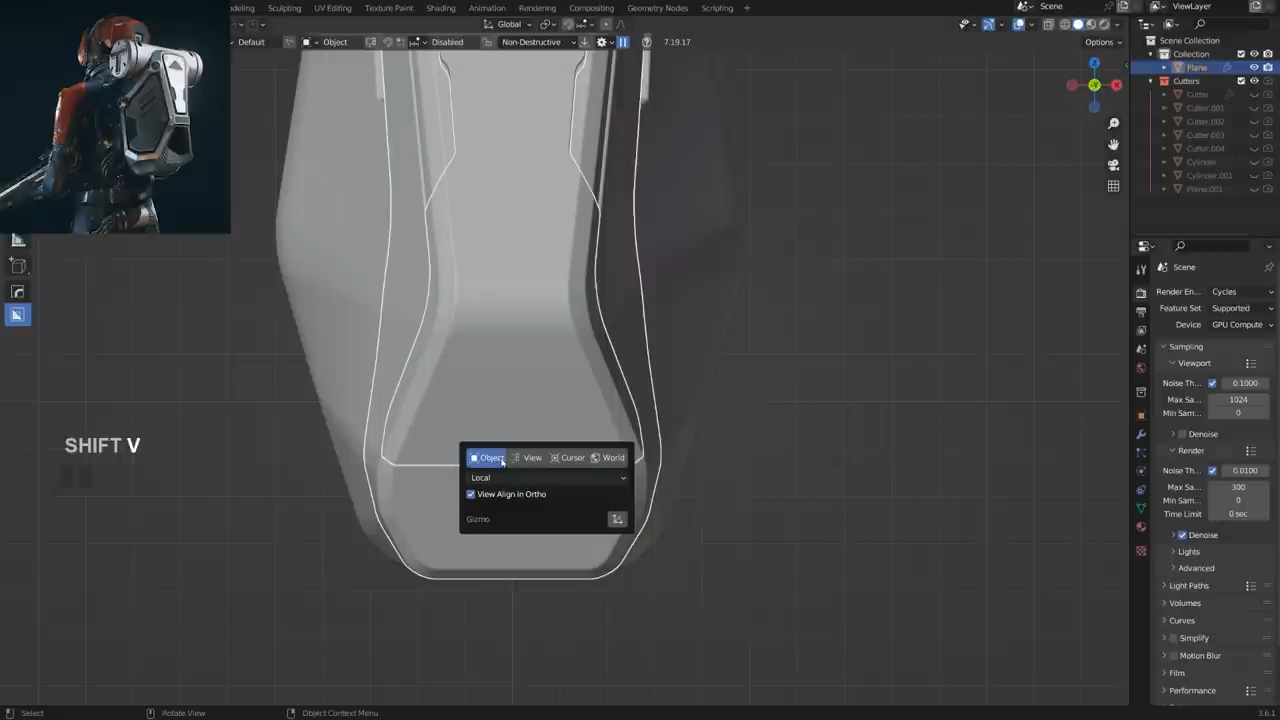 deling Sculpting UV Editing Texture Paint Shading Animation Rendering Compositing Geometry Nodes Scripting + Scene ViewLayer
Global
Default Object Disabled Non-Destructive 7.19.17 Options
Scene Collection
Collection
Plane
Cutters
Cutter
Cutter.001
Cutter.002
Cutter.003
Cutter.004
Cylinder
Cylinder.001
Plane.001
X
Y
Z
Scene
Render En... Cycles
Feature Set Supported
Device GPU Compute
Sampling
Viewport
Noise Th... 0.1000
Max Sa... 1024
Min Sam... 0
Denoise
Render
Noise Th... 0.0100
Max Sa... 300
Min Sam... 0
Time Limit 0 sec
Denoise
Lights
Advanced
Light Paths
Volumes
Curves
Simplify
Motion Blur
Film
Performance
SHIFT V
Object View Cursor World
Local
View Align in Ortho
Gizmo
Select Rotate View Object Context Menu 3.6.1